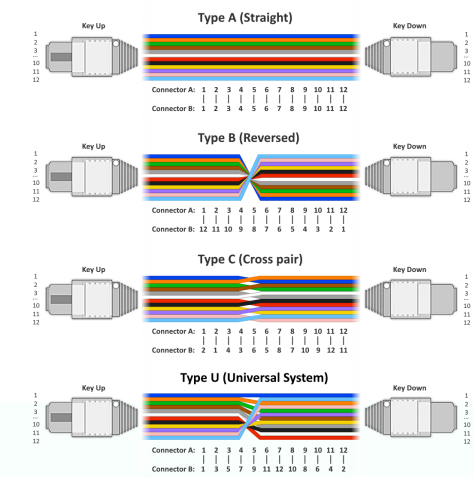 Type A (Straight)
Key Up
Key Down
1
2
3
...
10
11
12
1
2
3
...
10
11
12
Connector A: 1 2 3 4 5 6 7 8 9 10 11 12
Connector B: 1 2 3 4 5 6 7 8 9 10 11 12
Type B (Reversed)
Key Up
Key Down
1
2
3
...
10
11
12
1
2
3
...
10
11
12
Connector A: 1 2 3 4 5 6 7 8 9 10 11 12
Connector B: 12 11 10 9 8 7 6 5 4 3 2 1
Type C (Cross pair)
Key Up
Key Down
1
2
3
...
10
11
12
1
2
3
...
10
11
12
Connector A: 1 2 3 4 5 6 7 8 9 10 11 12
Connector B: 2 1 4 3 6 5 8 7 10 9 12 11
Type U (Universal System)
Key Up
Key Down
1
2
3
...
10
11
12
1
2
3
...
10
11
12
Connector A: 1 2 3 4 5 6 7 8 9 10 11 12
Connector B: 1 3 5 7 9 11 12 10 8 6 4 2